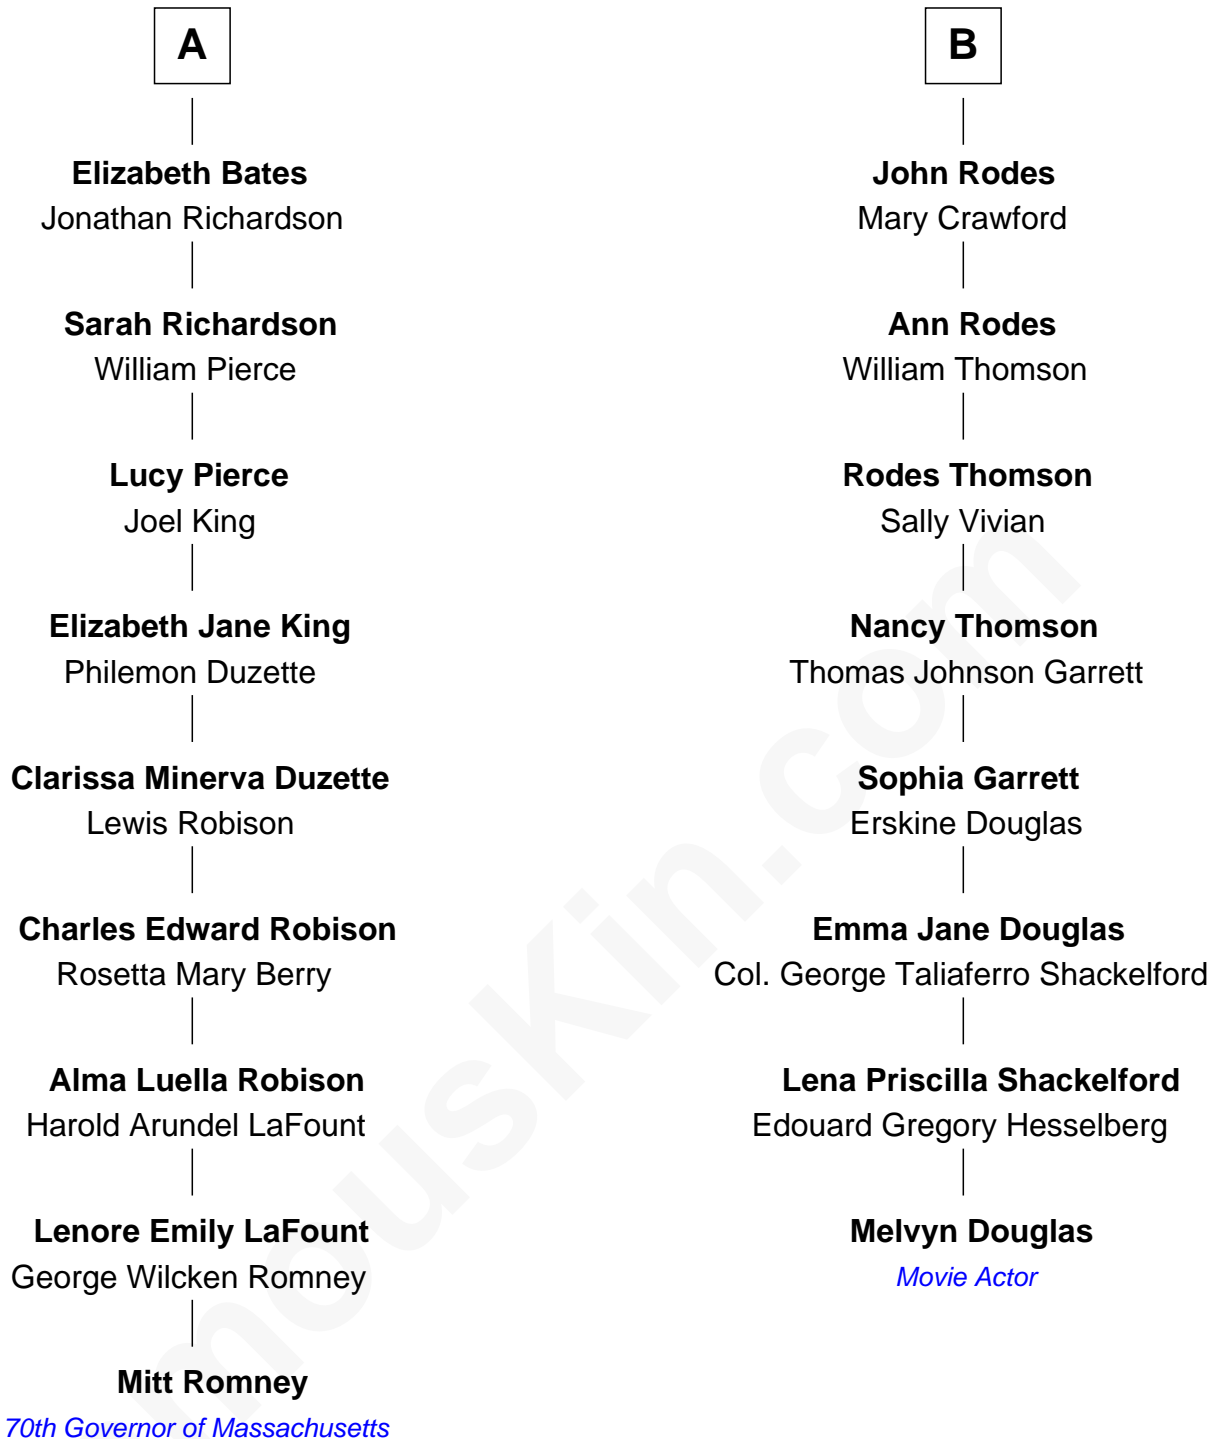 A
Elizabeth Bates
Jonathan Richardson
Sarah Richardson
William Pierce
Lucy Pierce
Joel King
Elizabeth Jane King
Philemon Duzette
Clarissa Minerva Duzette
Lewis Robison
Charles Edward Robison
Rosetta Mary Berry
Alma Luella Robison
Harold Arundel LaFount
Lenore Emily LaFount
George Wilcken Romney
Mitt Romney
70th Governor of Massachusetts
B
John Rodes
Mary Crawford
Ann Rodes
William Thomson
Rodes Thomson
Sally Vivian
Nancy Thomson
Thomas Johnson Garrett
Sophia Garrett
Erskine Douglas
Emma Jane Douglas
Col. George Taliaferro Shackelford
Lena Priscilla Shackelford
Edouard Gregory Hesselberg
Melvyn Douglas
Movie Actor
mousKin.com